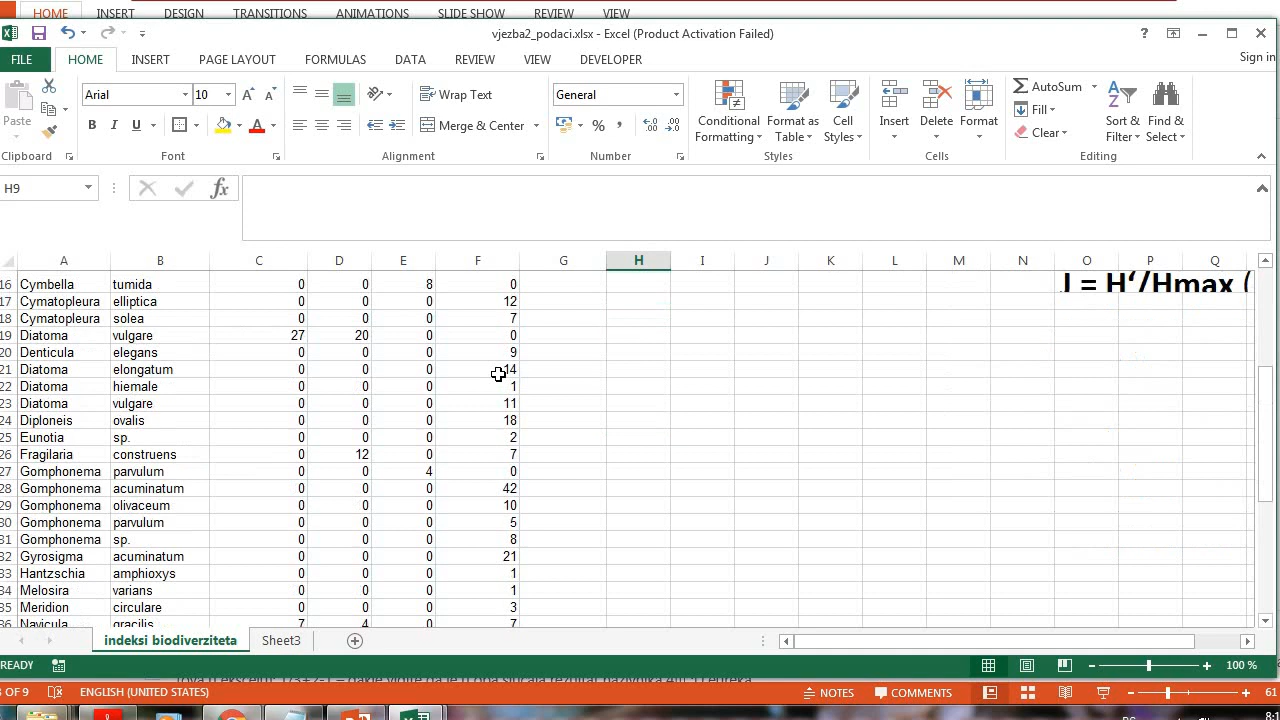 HOME INSERT DESIGN TRANSITIONS ANIMATIONS SLIDE SHOW REVIEW VIEW
vjezba2_podaci.xlsx - Excel (Product Activation Failed)
FILE HOME INSERT PAGE LAYOUT FORMULAS DATA REVIEW VIEW DEVELOPER Sign in
Paste Arial 10 Wrap Text General Conditional Formatting Format as Table Cell Styles Insert Delete Format AutoSum Sort & Filter Find & Select
Fill
B I U Merge & Center % Clear
Clipboard Font Alignment Number Styles Cells Editing
H9 fx
A B C D E F G H I J K L M N O P Q
16 Cymbella tumida 0 0 8 0 J = H‘/Hmax (
17 Cymatopleura elliptica 0 0 0 12
18 Cymatopleura solea 0 0 0 7
19 Diatoma vulgare 27 20 0 0
20 Denticula elegans 0 0 0 9
21 Diatoma elongatum 0 0 0 14
22 Diatoma hiemale 0 0 0 1
23 Diatoma vulgare 0 0 0 11
24 Diploneis ovalis 0 0 0 18
25 Eunotia sp. 0 0 0 2
26 Fragilaria construens 0 12 0 7
27 Gomphonema parvulum 0 0 4 0
28 Gomphonema acuminatum 0 0 0 42
29 Gomphonema olivaceum 0 0 0 10
80 Gomphonema parvulum 0 0 0 5
81 Gomphonema sp. 0 0 0 8
82 Gyrosigma acuminatum 0 0 0 21
83 Hantzschia amphioxys 0 0 0 1
84 Melosira varians 0 0 0 1
85 Meridion circulare 0 0 0 3
Navicula gracilis 7 4 0 7
indeksi biodiverziteta Sheet3
READY 100 %
OF 9 ENGLISH (UNITED STATES) NOTES COMMENTS 61